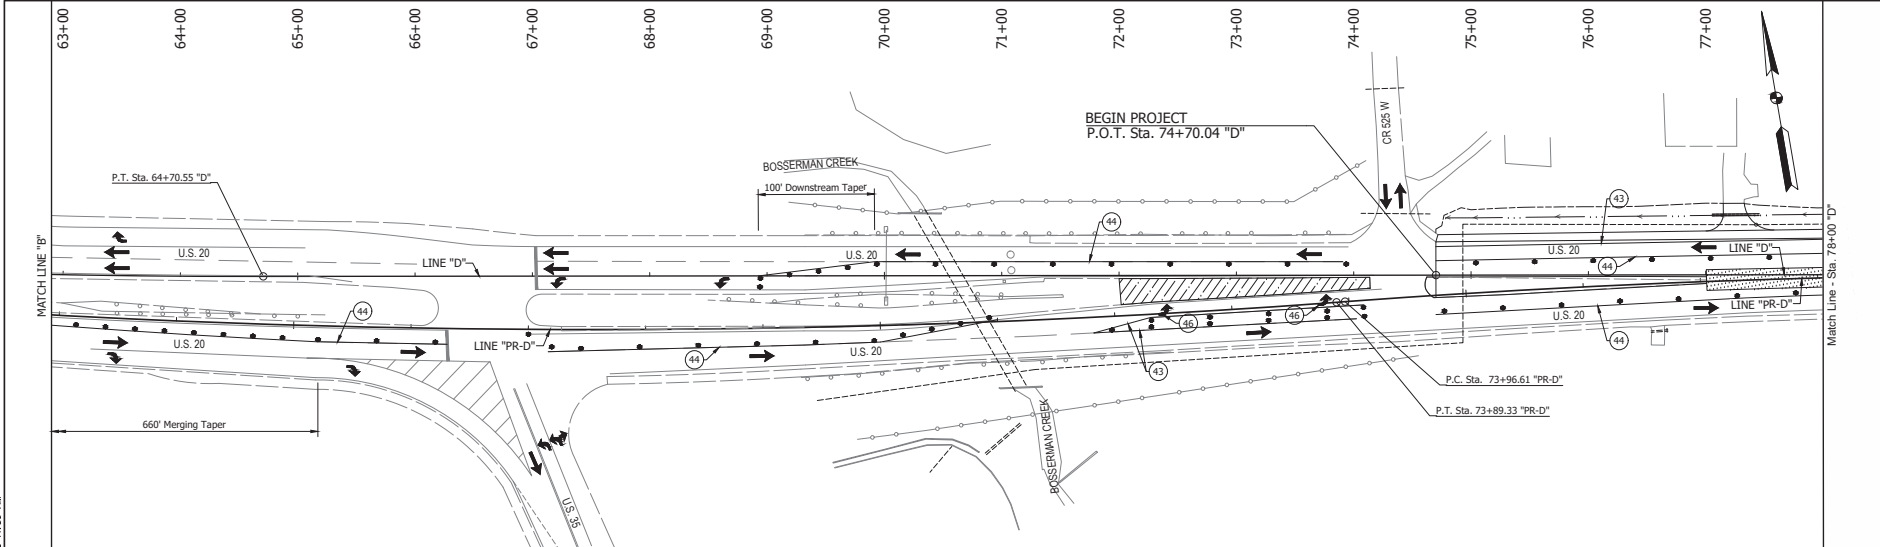 63+00
64+00
65+00
66+00
67+00
68+00
69+00
70+00
71+00
72+00
73+00
74+00
75+00
76+00
77+00
BEGIN PROJECT
P.O.T. Sta. 74+70.04 "D"
CR 525 W
BOSSERMAN CREEK
P.T. Sta. 64+70.55 "D"
100' Downstream Taper
44
43
MATCH LINE "B"
U.S. 20
LINE "D"
U.S. 20
U.S. 20
LINE "D"
44
Match Line - Sta. 78+00 "D"
44
46
46
LINE "PR-D"
U.S. 20
U.S. 20
LINE "PR-D"
44
U.S. 20
43
44
P.C. Sta. 73+96.61 "PR-D"
P.T. Sta. 73+89.33 "PR-D"
660' Merging Taper
BOSSERMAN CREEK
U.S. 35